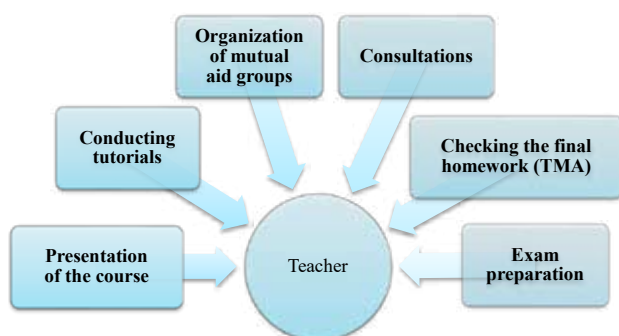 Organization
of mutual
aid groups
Consultations
Conducting
tutorials
Checking the final
homework (TMA)
Presentation
of the course
Teacher
Exam
preparation